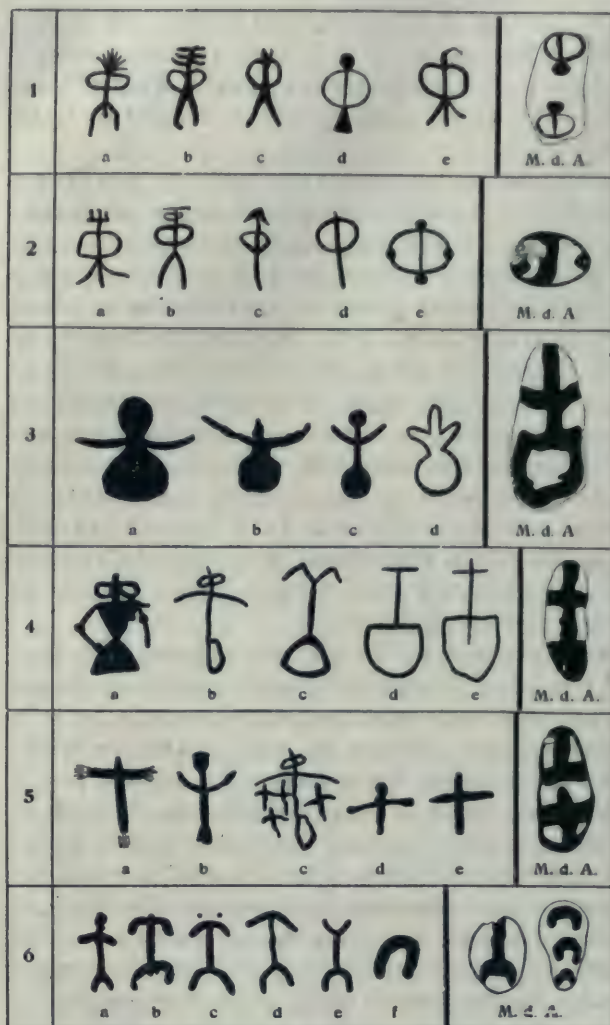 1
a b c d e M. d. A.
2
a b c d e M. d. A
3
a b c d M. d. A
4
a b c d e M. d. A.
5
a b c d e M. d. A.
6
a b c d e f M. d. A.